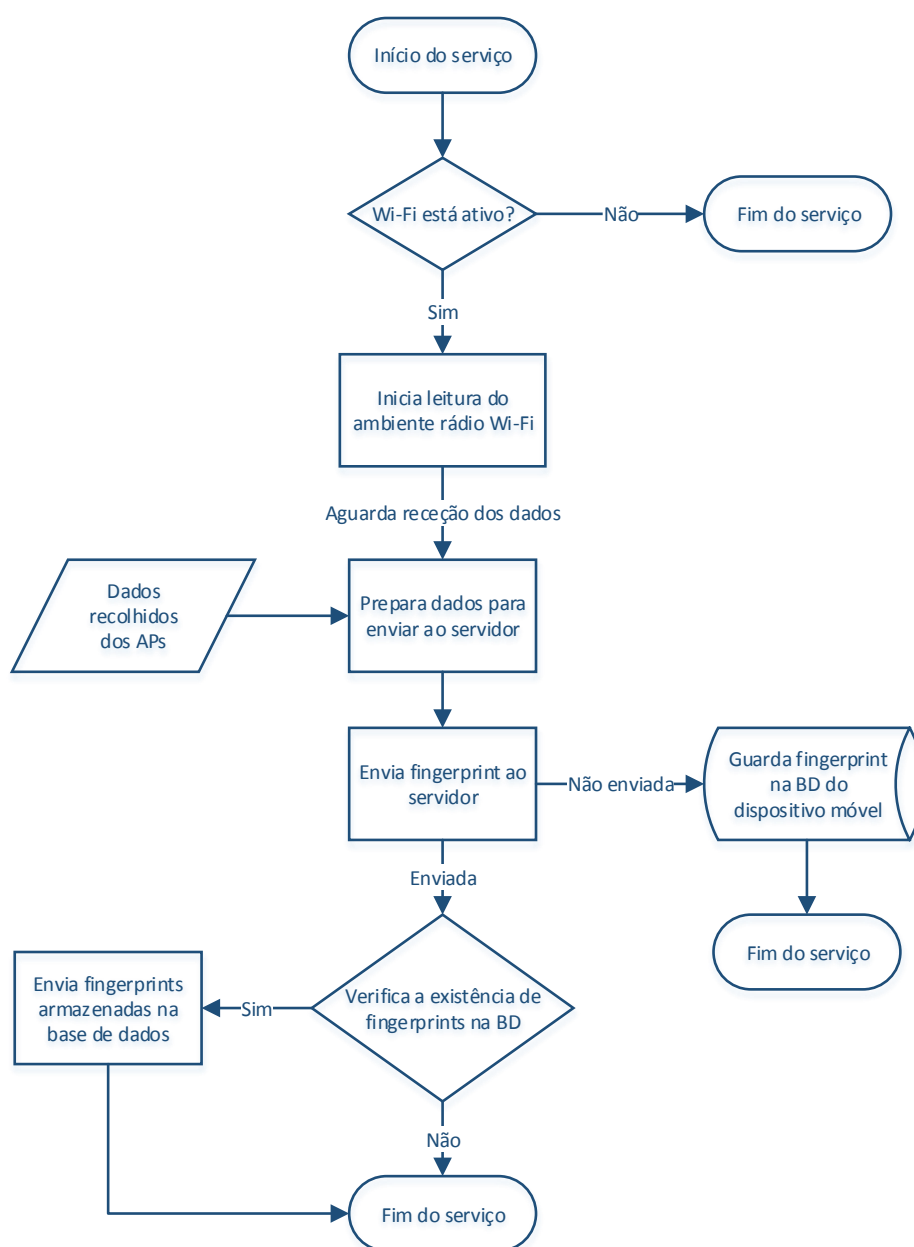 Início do serviço
Wi-Fi está ativo?
Não
Fim do serviço
Sim
Inicia leitura do
ambiente rádio Wi-Fi
Aguarda receção dos dados
Dados
recolhidos
dos APs
Prepara dados para
enviar ao servidor
Envia fingerprint ao
servidor
Não enviada
Guarda fingerprint
na BD do
dispositivo móvel
Enviada
Fim do serviço
Verifica a existência de
fingerprints na BD
Sim
Envia fingerprints
armazenadas na
base de dados
Não
Fim do serviço